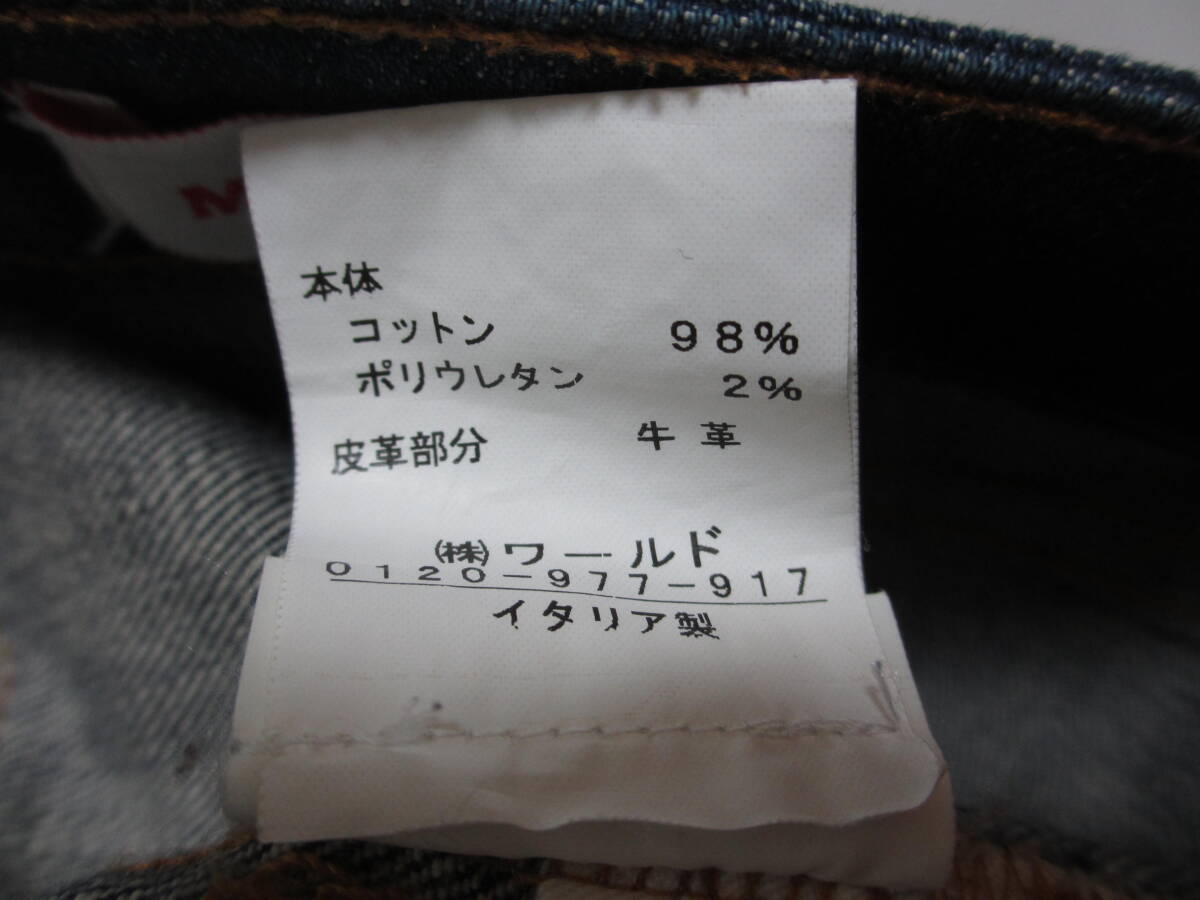 M
本体
コットン 98%
ポリウレタン 2%
皮革部分 牛革
㈱ワールド
0120-977-917
イタリア製